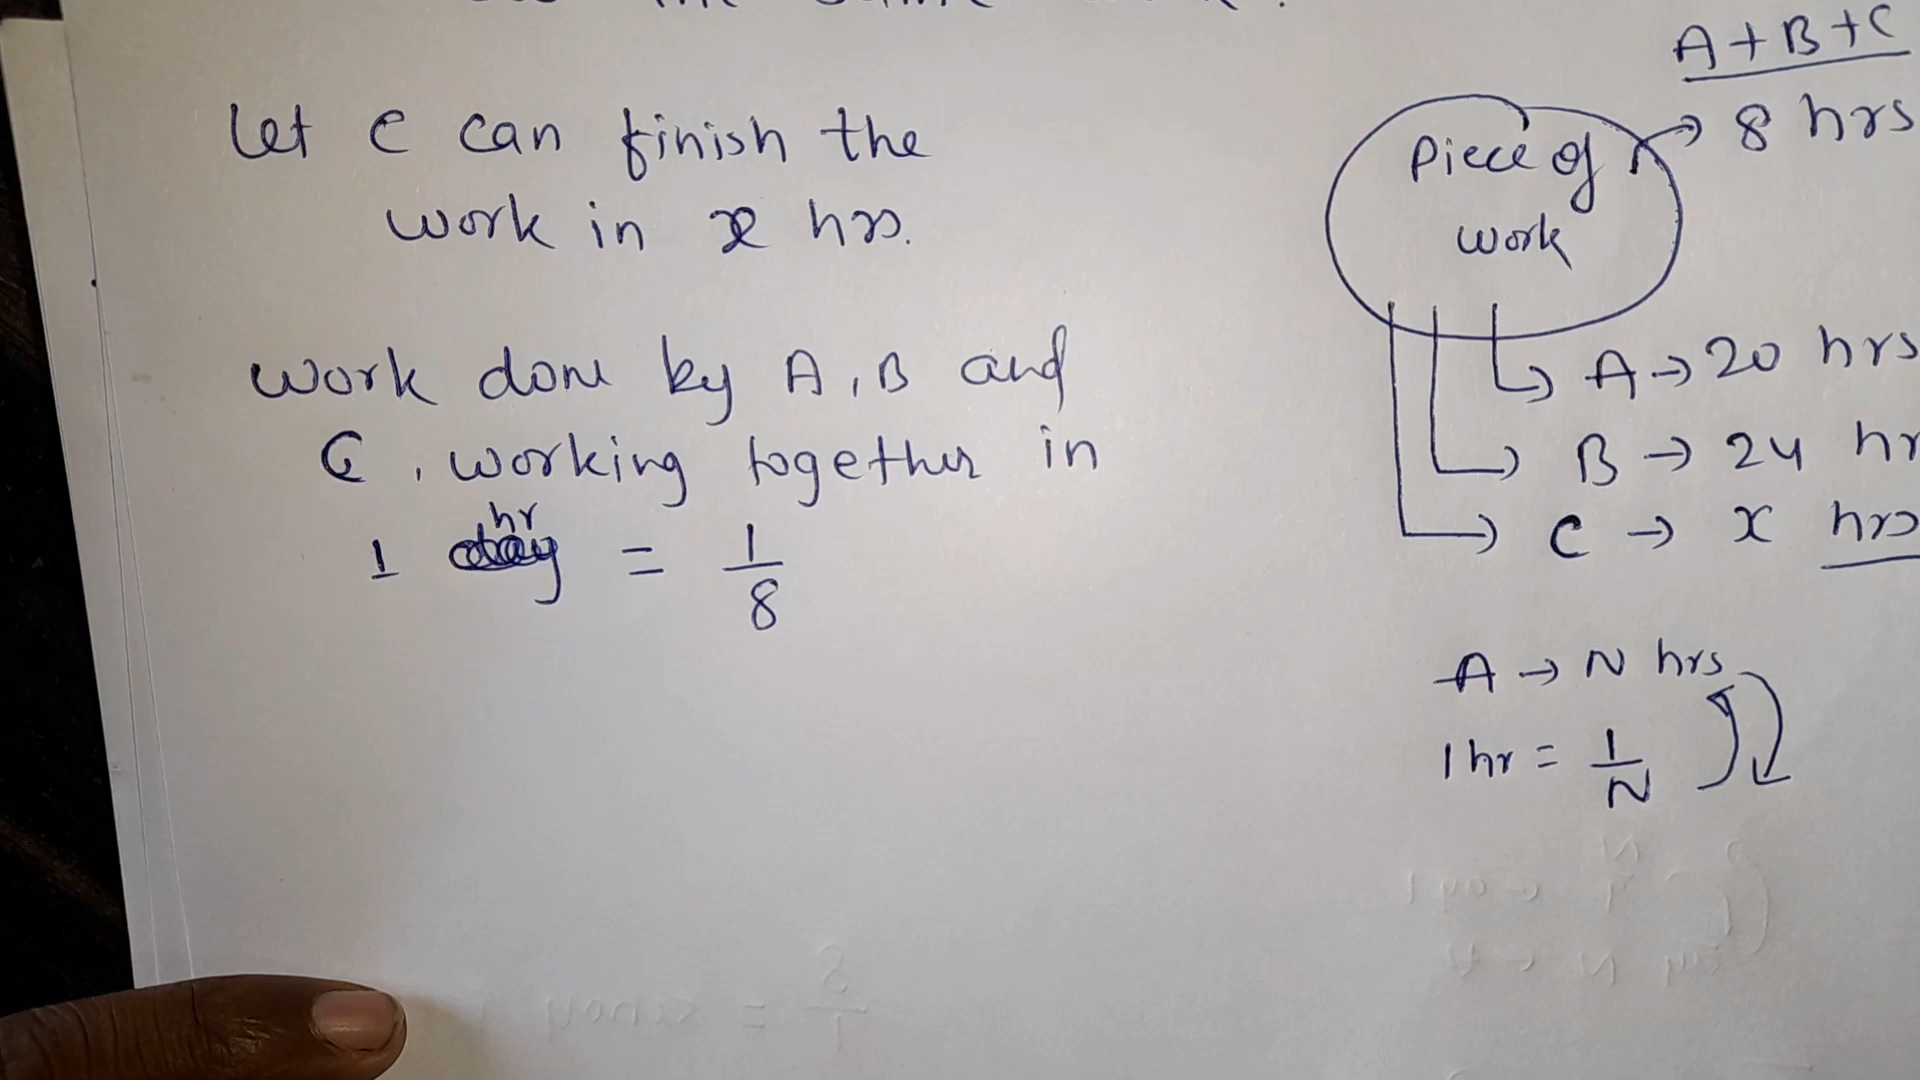 Let C can finish the
work in x hrs.
work done by A, B and
C, working together in
1 hr = 1/8
A+B+C
Piece of
work
→ 8 hrs
A → 20 hrs
B → 24 hr
C → x hrs
A → N hrs
1 hr = 1/N